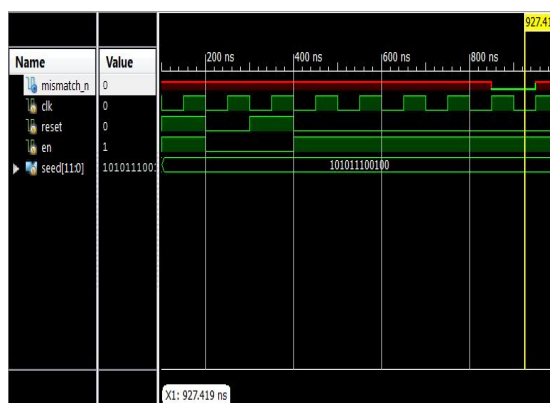 927.41
Name Value 200 ns 400 ns 600 ns 800 ns
mismatch_n 0
clk 0
reset 0
en 1
seed[11:0] 101011100 101011100100
X1: 927.419 ns